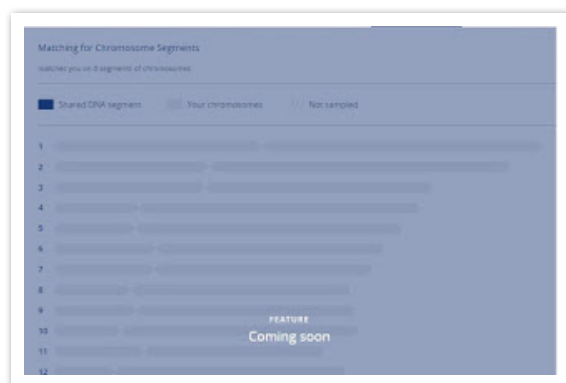 Matching for Chromosome Segments
matches you on 0 segments of chromosomes
Shared DNA segment Your chromosomes Not sampled
1
2
3
4
5
6
7
8
9
FEATURE
10
Coming soon
11
12